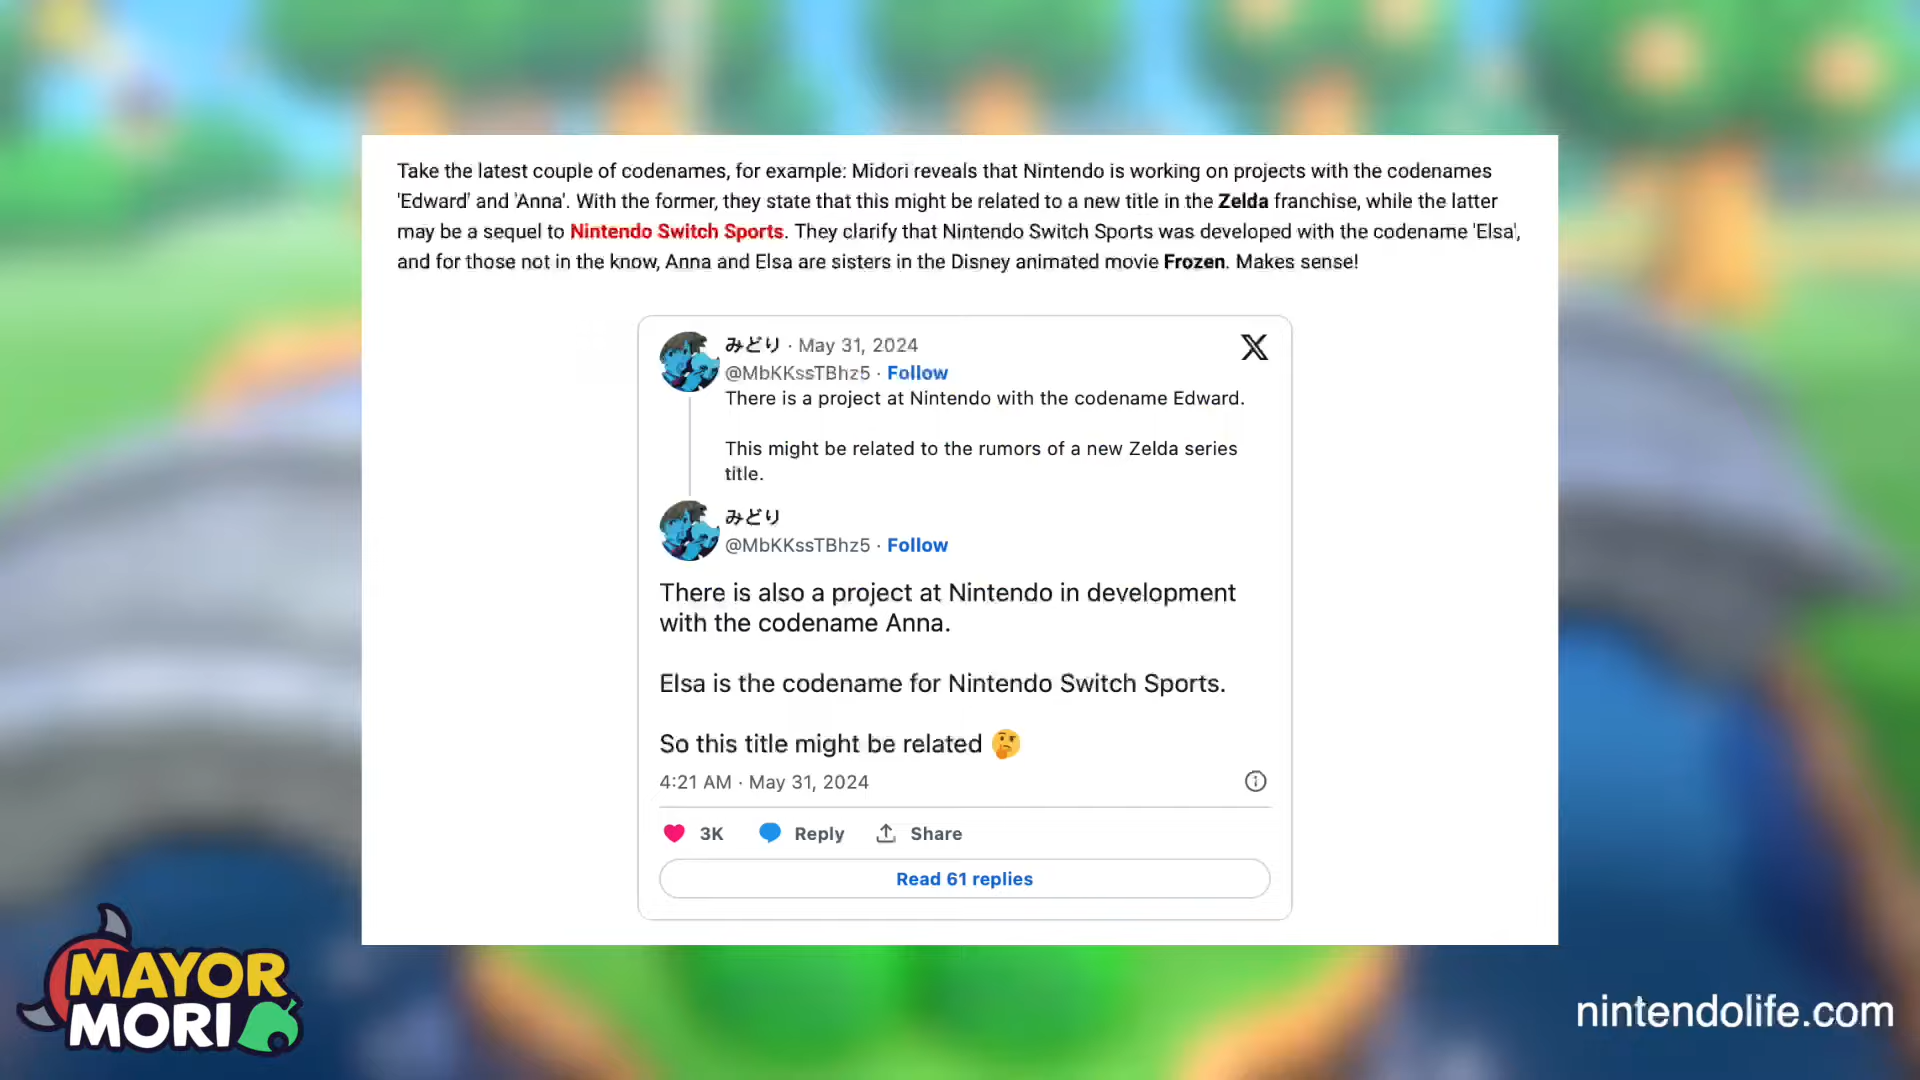 Take the latest couple of codenames, for example: Midori reveals that Nintendo is working on projects with the codenames
'Edward' and 'Anna'. With the former, they state that this might be related to a new title in the Zelda franchise, while the latter
may be a sequel to Nintendo Switch Sports. They clarify that Nintendo Switch Sports was developed with the codename 'Elsa',
and for those not in the know, Anna and Elsa are sisters in the Disney animated movie Frozen. Makes sense!
みどり · May 31, 2024
@MbKKssTBhz5 · Follow
There is a project at Nintendo with the codename Edward.
This might be related to the rumors of a new Zelda series
title.
みどり
@MbKKssTBhz5 · Follow
There is also a project at Nintendo in development
with the codename Anna.
Elsa is the codename for Nintendo Switch Sports.
So this title might be related 🤔
4:21 AM · May 31, 2024
3K Reply Share
Read 61 replies
MAYOR
MORI
nintendolife.com